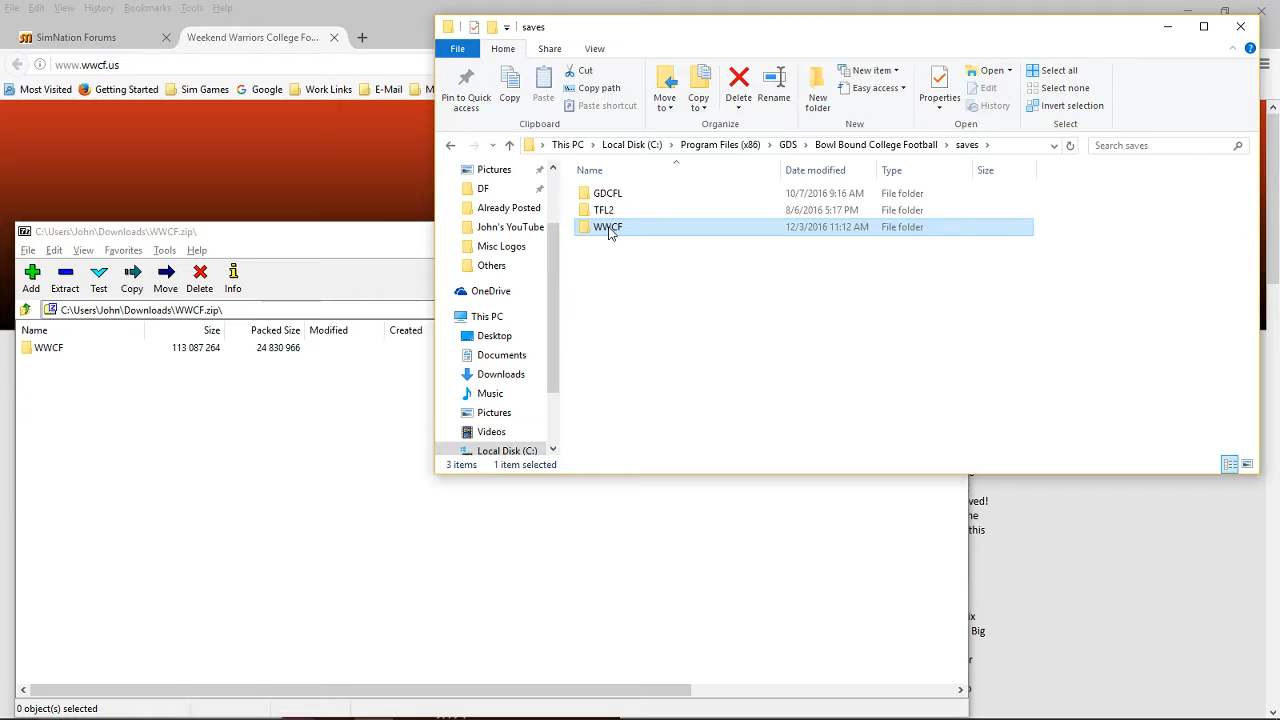 File Edit View History Bookmarks Tools Help
SimNation Forums
Weekend Warriors College Fo...
www.wwcf.us
Most Visited Getting Started Sim Games Google Work Links E-Mail M
saves
File Home Share View
Pin to Quick access
Copy
Paste
Cut
Copy path
Paste shortcut
Clipboard
Move to
Copy to
Delete
Rename
Organize
New folder
New item
Easy access
New
Properties
Open
Edit
History
Open
Select all
Select none
Invert selection
Select
This PC > Local Disk (C:) > Program Files (x86) > GDS > Bowl Bound College Football > saves >
Search saves
Name Date modified Type Size
GDCFL 10/7/2016 9:16 AM File folder
TFL2 8/6/2016 5:17 PM File folder
WWCF 12/3/2016 11:12 AM File folder
Pictures
DF
Already Posted
John's YouTube
Misc Logos
Others
OneDrive
This PC
Desktop
Documents
Downloads
Music
Pictures
Videos
Local Disk (C:)
3 items 1 item selected
C:\Users\John\Downloads\WWCF.zip\
File Edit View Favorites Tools Help
Add Extract Test Copy Move Delete Info
C:\Users\John\Downloads\WWCF.zip\
Name Size Packed Size Modified Created
WWCF 113 087 264 24 830 966
0 object(s) selected
ved!
me
this
ix
Big
r